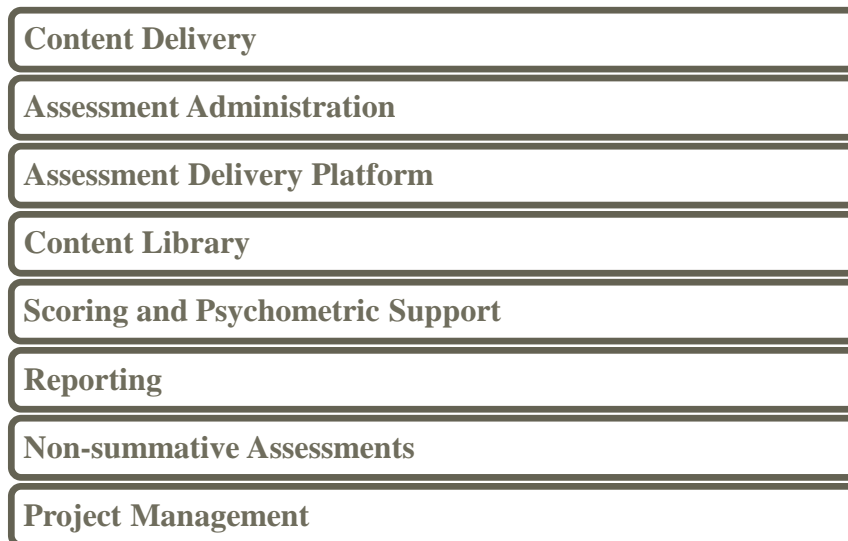 Content Delivery
Assessment Administration
Assessment Delivery Platform
Content Library
Scoring and Psychometric Support
Reporting
Non-summative Assessments
Project Management